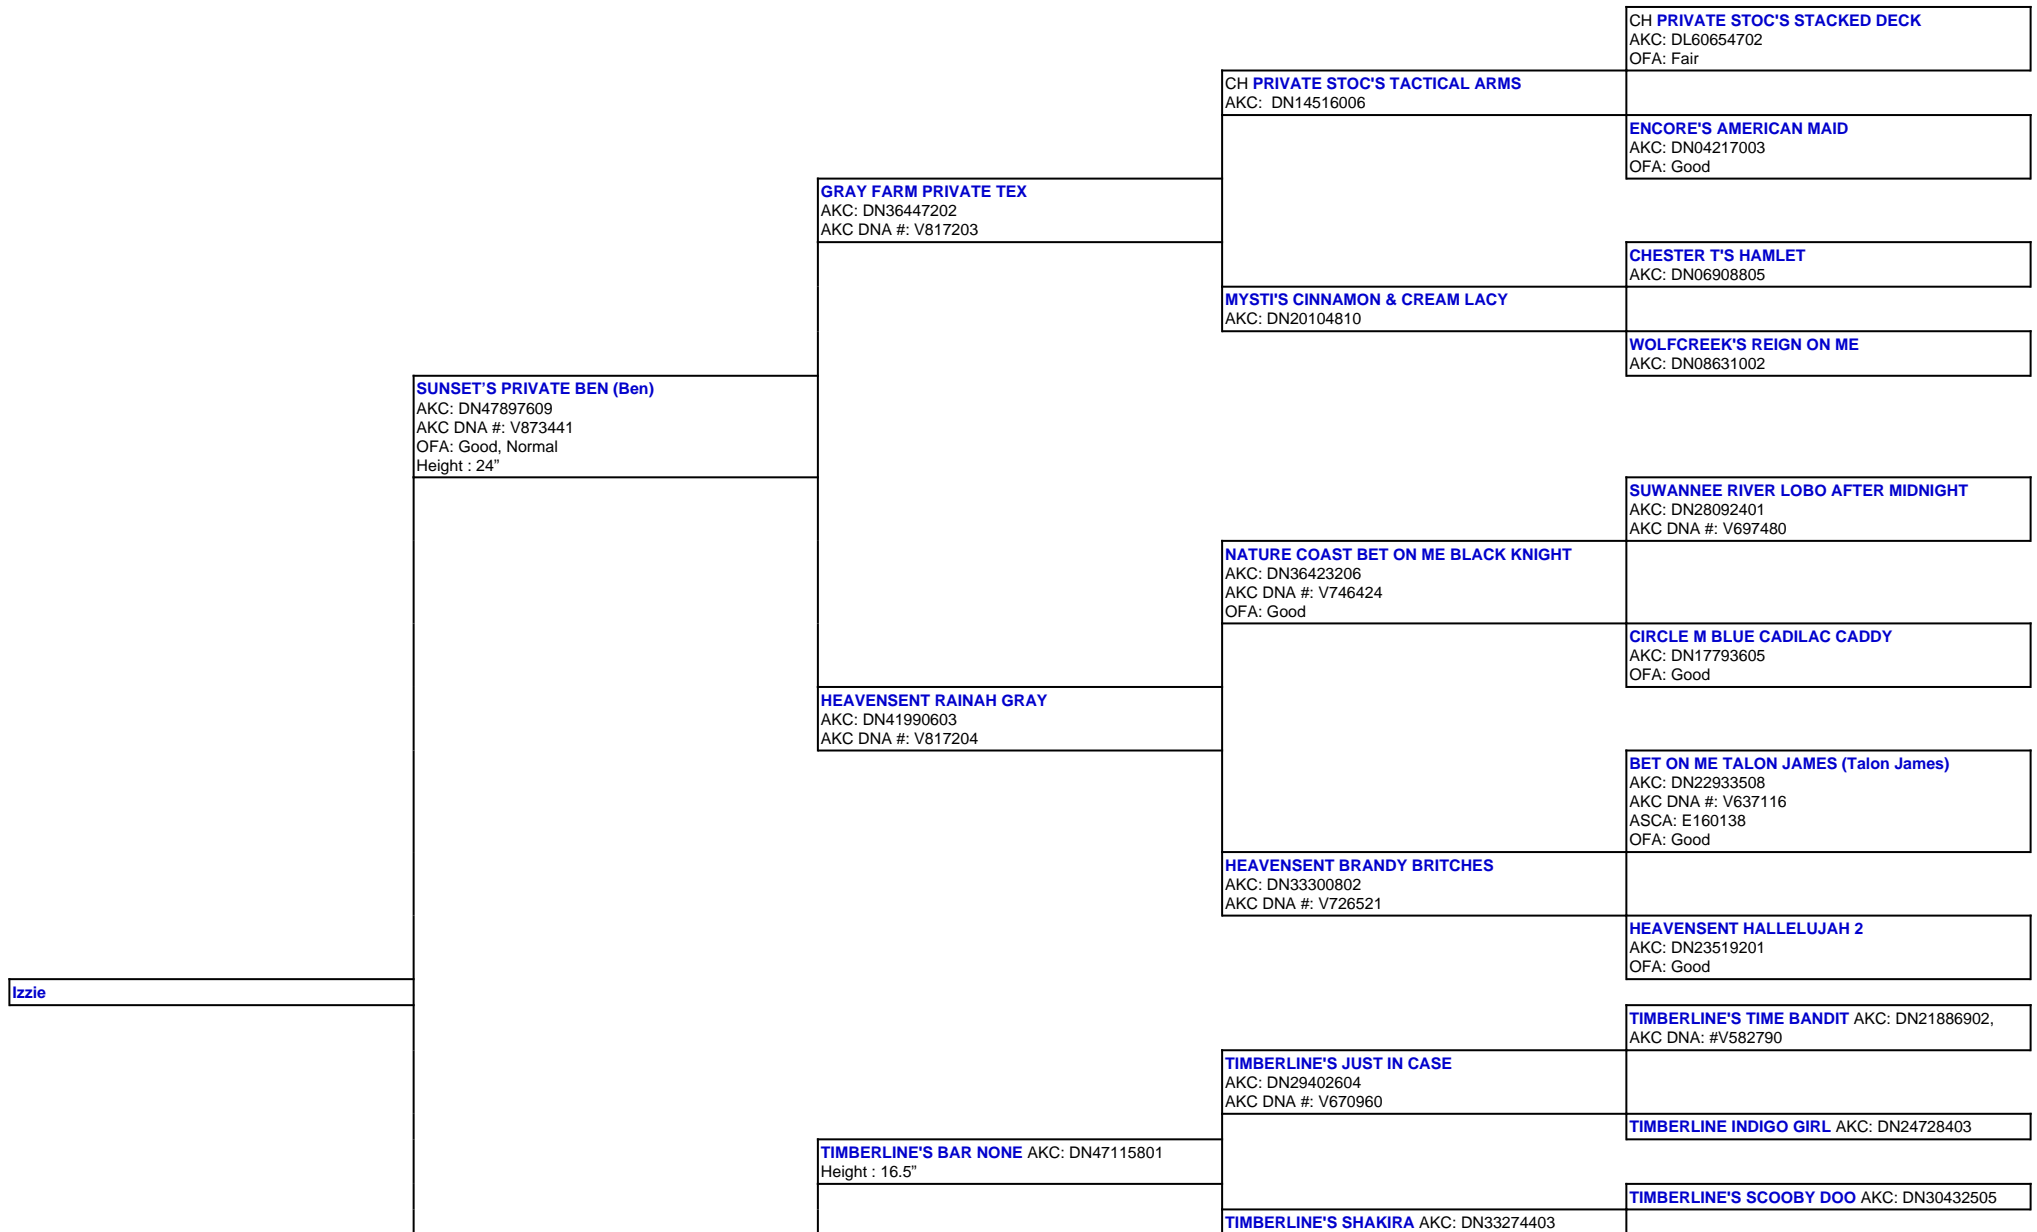 CH PRIVATE STOC'S STACKED DECK
AKC: DL60654702
OFA: Fair
CH PRIVATE STOC'S TACTICAL ARMS
AKC:  DN14516006
ENCORE'S AMERICAN MAID
AKC: DN04217003
OFA: Good
GRAY FARM PRIVATE TEX
AKC: DN36447202
AKC DNA #: V817203
CHESTER T'S HAMLET
AKC: DN06908805
MYSTI'S CINNAMON & CREAM LACY
AKC: DN20104810
WOLFCREEK'S REIGN ON ME
AKC: DN08631002
SUNSET’S PRIVATE BEN (Ben)
AKC: DN47897609
AKC DNA #: V873441
OFA: Good, Normal
Height : 24”
SUWANNEE RIVER LOBO AFTER MIDNIGHT
AKC: DN28092401
AKC DNA #: V697480
NATURE COAST BET ON ME BLACK KNIGHT
AKC: DN36423206
AKC DNA #: V746424
OFA: Good
CIRCLE M BLUE CADILAC CADDY
AKC: DN17793605
OFA: Good
HEAVENSENT RAINAH GRAY
AKC: DN41990603
AKC DNA #: V817204
BET ON ME TALON JAMES (Talon James)
AKC: DN22933508
AKC DNA #: V637116
ASCA: E160138
OFA: Good
HEAVENSENT BRANDY BRITCHES
AKC: DN33300802
AKC DNA #: V726521
HEAVENSENT HALLELUJAH 2
AKC: DN23519201
OFA: Good
Izzie
TIMBERLINE'S TIME BANDIT AKC: DN21886902,
AKC DNA: #V582790
TIMBERLINE'S JUST IN CASE
AKC: DN29402604
AKC DNA #: V670960
TIMBERLINE INDIGO GIRL AKC: DN24728403
TIMBERLINE'S BAR NONE AKC: DN47115801
Height : 16.5”
TIMBERLINE'S SCOOBY DOO AKC: DN30432505
TIMBERLINE'S SHAKIRA AKC: DN33274403